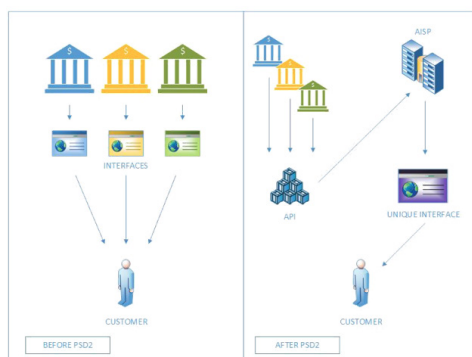 INTERFACES
CUSTOMER
BEFORE PSD2
AISP
API
UNIQUE INTERFACE
CUSTOMER
AFTER PSD2